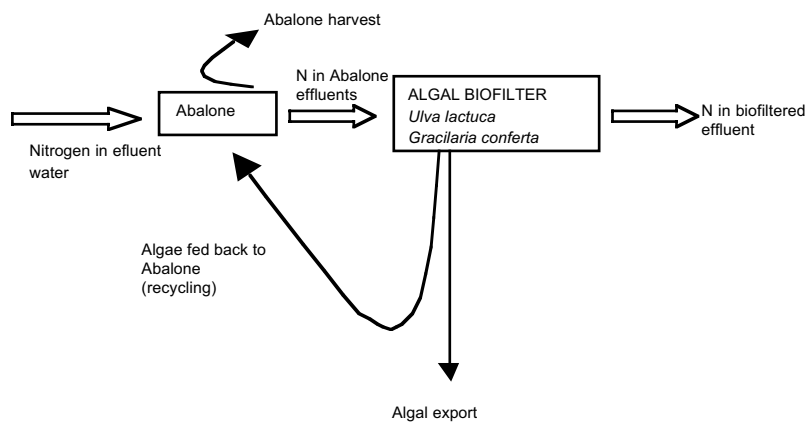 Abalone harvest
N in Abalone
effluents
Abalone
ALGAL BIOFILTER
Ulva lactuca
Gracilaria conferta
N in biofiltered
effluent
Nitrogen in efluent
water
Algae fed back to
Abalone
(recycling)
Algal export